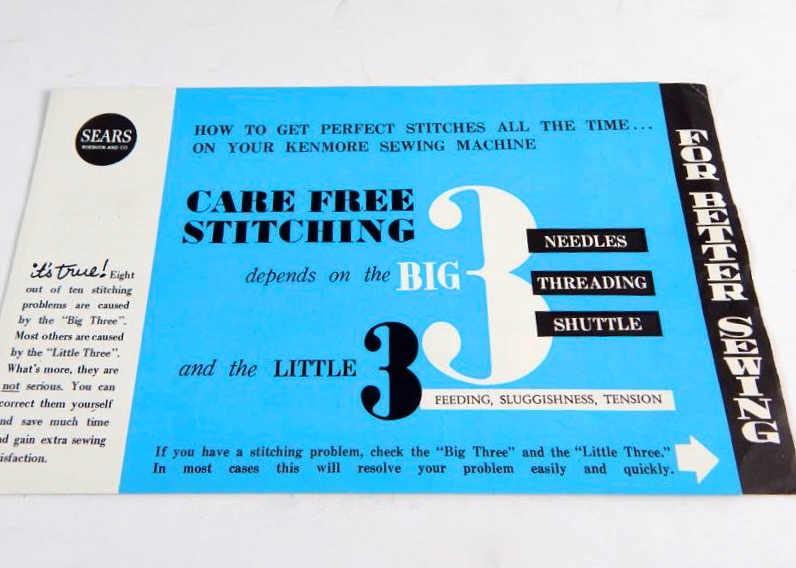 SEARS
ROEBUCK AND CO
it's true! Eight
out of ten stitching
problems are caused
by the "Big Three".
Most others are caused
by the "Little Three".
What's more, they are
not serious. You can
correct them yourself
nd save much time
d gain extra sewing
isfaction.
HOW TO GET PERFECT STITCHES ALL THE TIME...
ON YOUR KENMORE SEWING MACHINE
CARE FREE
STITCHING
depends on the BIG 3
NEEDLES
THREADING
SHUTTLE
and the LITTLE 3
FEEDING, SLUGGISHNESS, TENSION
If you have a stitching problem, check the "Big Three" and the "Little Three."
In most cases this will resolve your problem easily and quickly.
FOR BETTER SEWING